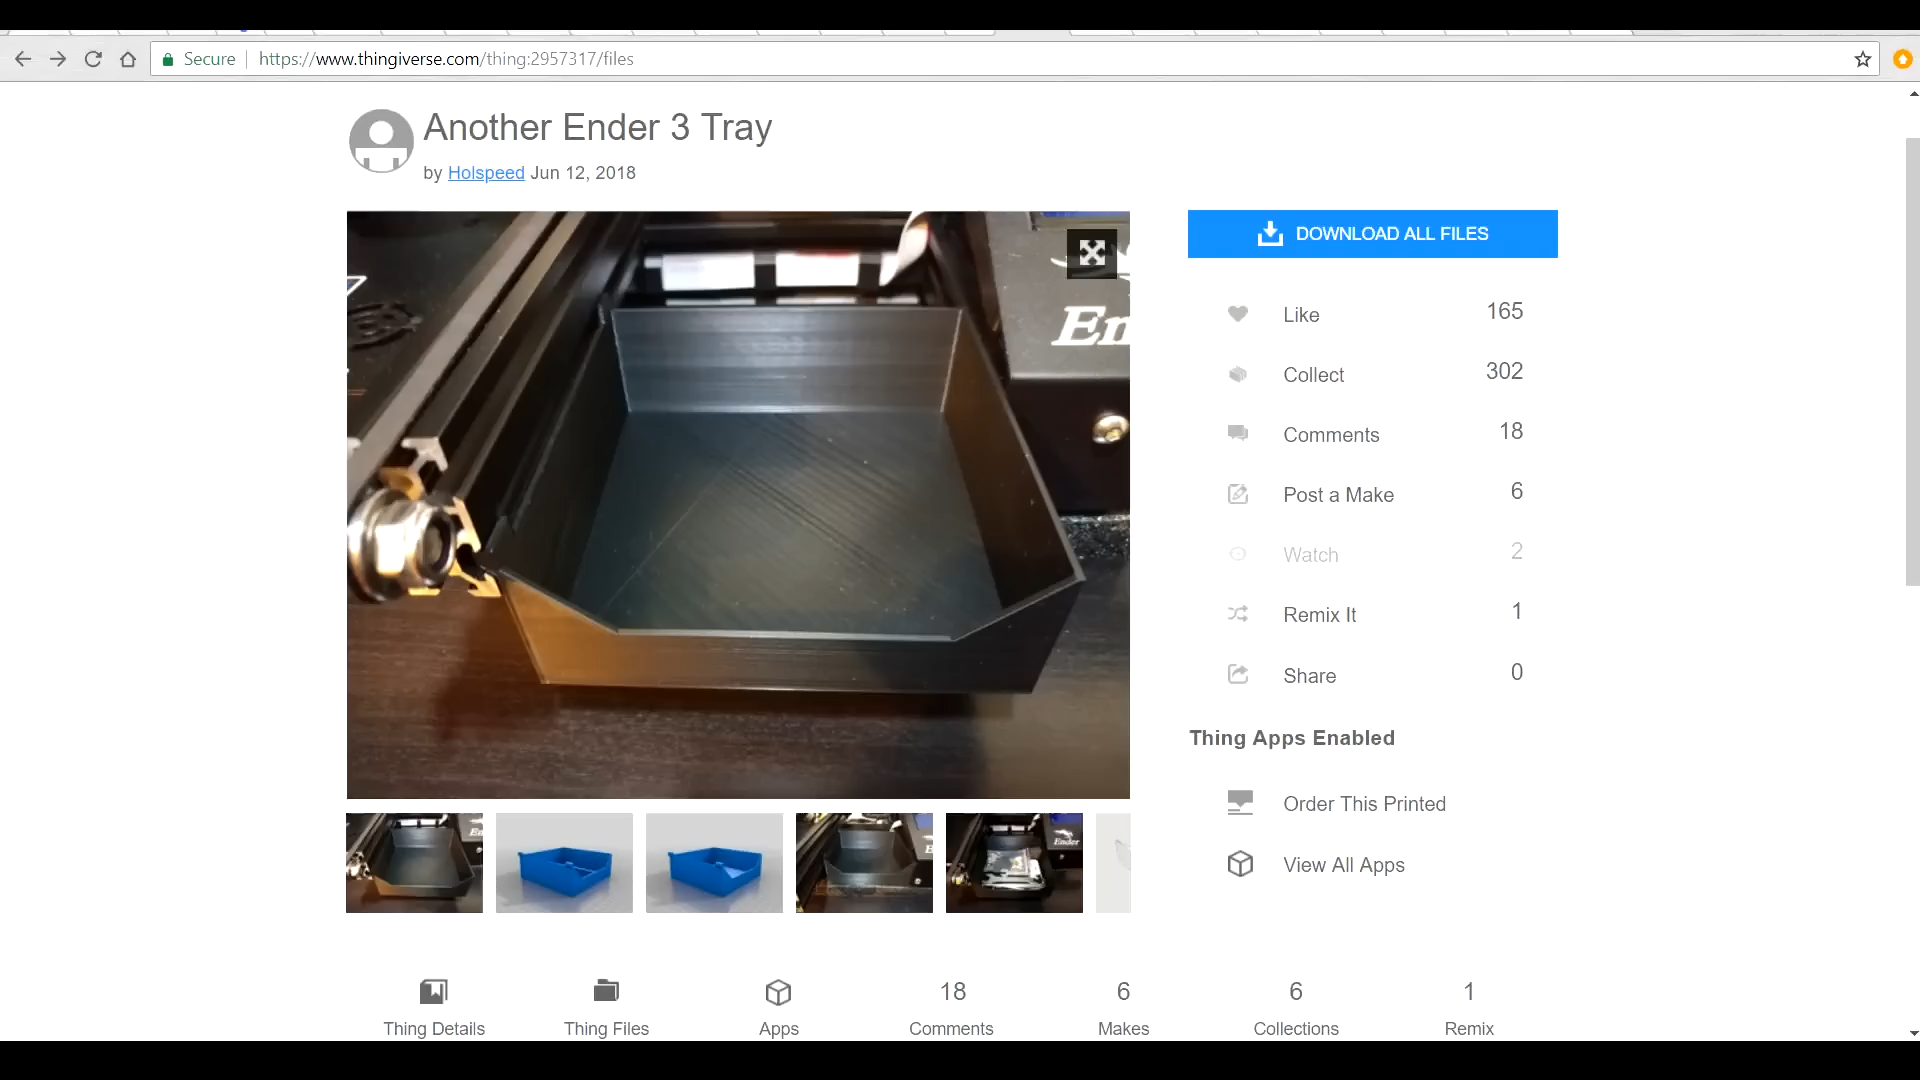 Secure https://www.thingiverse.com/thing:2957317/files
Another Ender 3 Tray
by Holspeed Jun 12, 2018
DOWNLOAD ALL FILES
Like 165
Collect 302
Comments 18
Post a Make 6
Watch 2
Remix It 1
Share 0
Thing Apps Enabled
Order This Printed
View All Apps
Ender
18 6 6 1
Thing Details Thing Files Apps Comments Makes Collections Remix